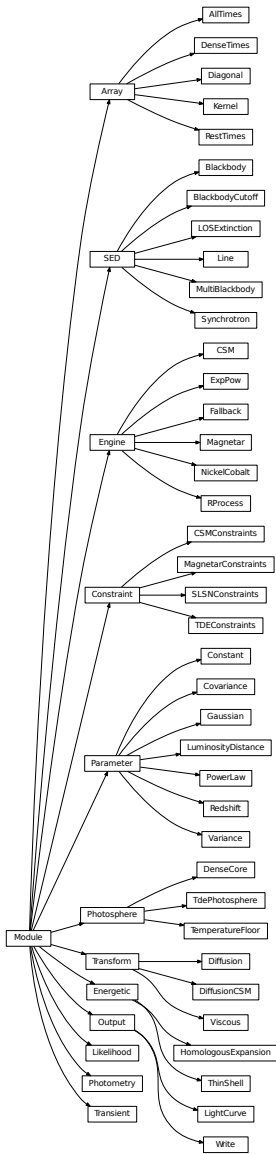 AllTimes
DenseTimes
Diagonal
Array
Kernel
RestTimes
Blackbody
BlackbodyCutoff
LOSExtinction
SED
Line
MultiBlackbody
Synchrotron
CSM
ExpPow
Fallback
Engine
Magnetar
NickelCobalt
RProcess
CSMConstraints
MagnetarConstraints
Constraint
SLSNConstraints
TDEConstraints
Constant
Covariance
Gaussian
LuminosityDistance
Parameter
PowerLaw
Redshift
Variance
DenseCore
TdePhotosphere
Photosphere
TemperatureFloor
Module
Transform
Diffusion
Energetic
DiffusionCSM
Output
Viscous
Likelihood
HomologousExpansion
Photometry
ThinShell
Transient
LightCurve
Write